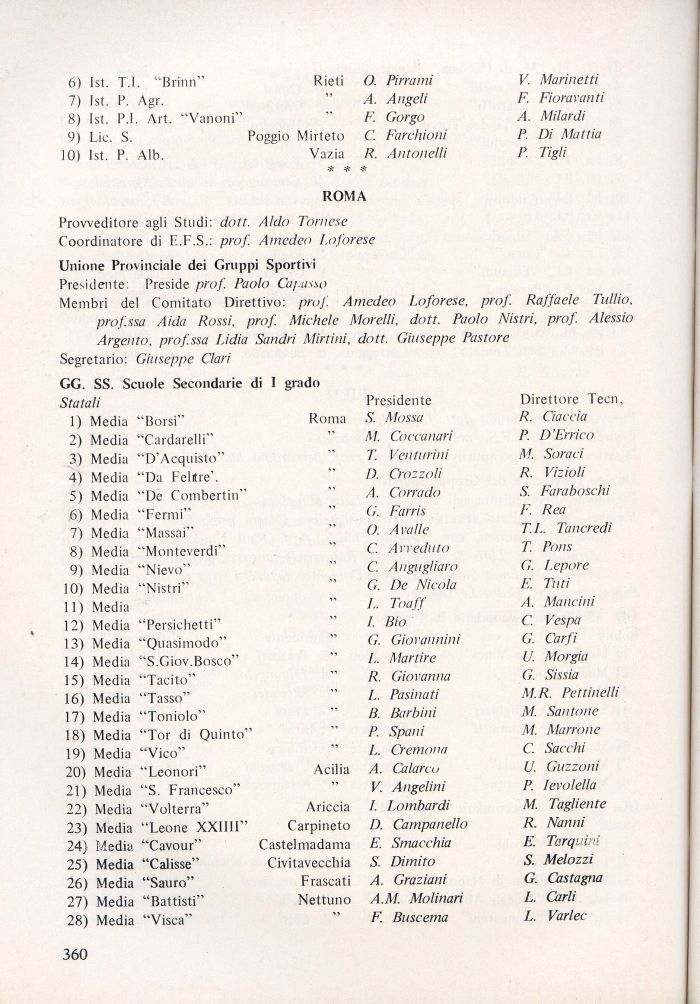 6) Ist. T.I. “Brinn” Rieti O. Pirrami V. Marinetti
7) Ist. P. Agr. ” A. Angeli F. Fioravanti
8) Ist. P.I. Art. “Vanoni” ” F. Gorgo A. Milardi
9) Lic. S. Poggio Mirteto C. Farchioni P. Di Mattia
10) Ist. P. Alb. Vazia R. Antonelli P. Tigli
* * *
ROMA
Provveditore agli Studi: dott. Aldo Tornese
Coordinatore di E.F.S.: prof. Amedeo Loforese
Unione Provinciale dei Gruppi Sportivi
Presidente: Preside prof. Paolo Capasso
Membri del Comitato Direttivo: prof. Amedeo Loforese, prof. Raffaele Tullio,
prof.ssa Aida Rossi, prof. Michele Morelli, dott. Paolo Nistri, prof. Alessio
Argento, prof.ssa Lidia Sandri Mirtini, dott. Giuseppe Pastore
Segretario: Giuseppe Clari
GG. SS. Scuole Secondarie di I grado
Statali Presidente Direttore Tecn,
1) Media “Borsi” Roma S. Mossa R. Ciaccia
2) Media “Cardarelli” ” M. Coccanari P. D’Errico
3) Media “D’Acquisto” ” T. Venturini M. Soraci
4) Media “Da Feltre’. ” D. Crozzoli R. Vizioli
5) Media “De Combertin” ” A. Corrado S. Faraboschi
6) Media “Fermi” ” G. Farris F. Rea
7) Media “Massai” ” O. Avalle T.L. Tancredi
8) Media “Monteverdi” ” C. Avveduto T. Pons
9) Media “Nievo” ” C. Angugliaro G. Lepore
10) Media “Nistri” ” G. De Nicola E. Tuti
11) Media ” L. Toaff A. Mancini
12) Media “Persichetti” ” I. Bio C. Vespa
13) Media “Quasimodo” ” G. Giovannini G. Carfì
14) Media “S.Giov.Bosco” ” L. Martire U. Morgia
15) Media “Tacito” ” R. Giovanna G. Sissia
16) Media “Tasso” ” L. Pasinati M.R. Pettinelli
17) Media “Toniolo” ” B. Barbini M. Santone
18) Media “Tor di Quinto” ” P. Spani M. Marrone
19) Media “Vico” ” L. Cremona C. Sacchi
20) Media “Leonori” Acilia A. Calarco U. Guzzoni
21) Media “S. Francesco” ” V. Angelini P. Ievolella
22) Media “Volterra” Ariccia I. Lombardi M. Tagliente
23) Media “Leone XXIIII” Carpineto D. Campanello R. Nanni
24) Media “Cavour” Castelmadama E. Smacchia E. Tarquini
25) Media “Calisse” Civitavecchia S. Dimito S. Melozzi
26) Media “Sauro” Frascati A. Graziani G. Castagna
27) Media “Battisti” Nettuno A.M. Molinari L. Carli
28) Media “Visca” ” F. Buscema L. Varlec
360